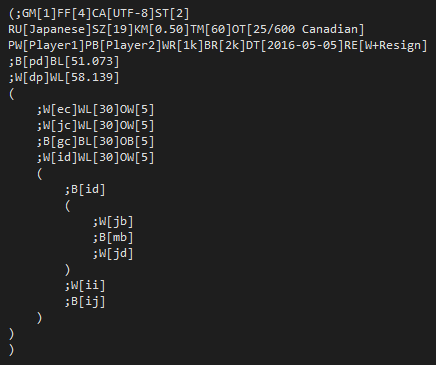 (;GM[1]FF[4]CA[UTF-8]ST[2]
RU[Japanese]SZ[19]KM[0.50]TM[60]OT[25/600 Canadian]
PW[Player1]PB[Player2]WR[1k]BR[2k]DT[2016-05-05]RE[W+Resign]
;B[pd]BL[51.073]
;W[dp]WL[58.139]
(
    ;W[ec]WL[30]OW[5]
    ;W[jc]WL[30]OW[5]
    ;B[gc]BL[30]OB[5]
    ;W[id]WL[30]OW[5]
    (
        ;B[id]
        (
            ;W[jb]
            ;B[mb]
            ;W[jd]
        )
        ;W[ii]
        ;B[ij]
    )
)
)